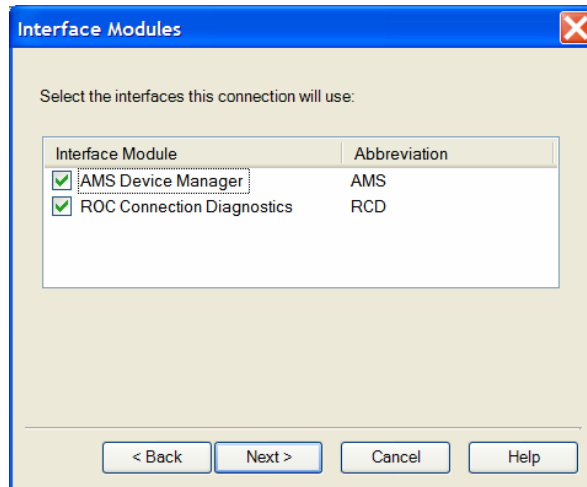 Interface Modules
Select the interfaces this connection will use:
Interface Module Abbreviation
AMS Device Manager AMS
ROC Connection Diagnostics RCD
< Back Next > Cancel Help